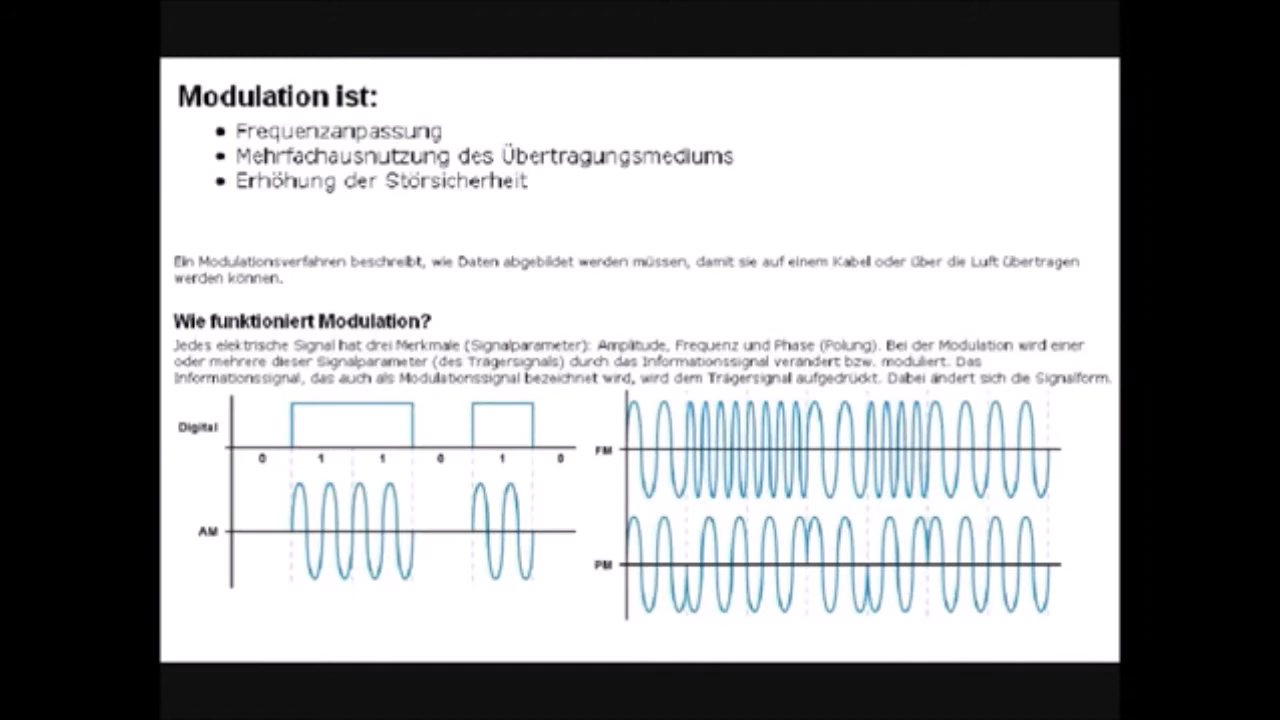 Modulation ist:
• Frequenzanpassung
• Mehrfachausnutzung des Übertragungsmediums
• Erhöhung der Störsicherheit
Ein Modulationsverfahren beschreibt, wie Daten abgebildet werden müssen, damit sie auf einem Kabel oder über die Luft übertragen
werden können.
Wie funktioniert Modulation?
Jedes elektrische Signal hat drei Merkmale (Signalparameter): Amplitude, Frequenz und Phase (Polung). Bei der Modulation wird einer
oder mehrere dieser Signalparameter (des Trägersignals) durch das Informationssignal verändert bzw. moduliert. Das
Informationssignal, das auch als Modulationssignal bezeichnet wird, wird dem Trägersignal aufgedrückt. Dabei ändert sich die Signalform.
Digital
0 1 1 0 1 0
AM
FM
PM